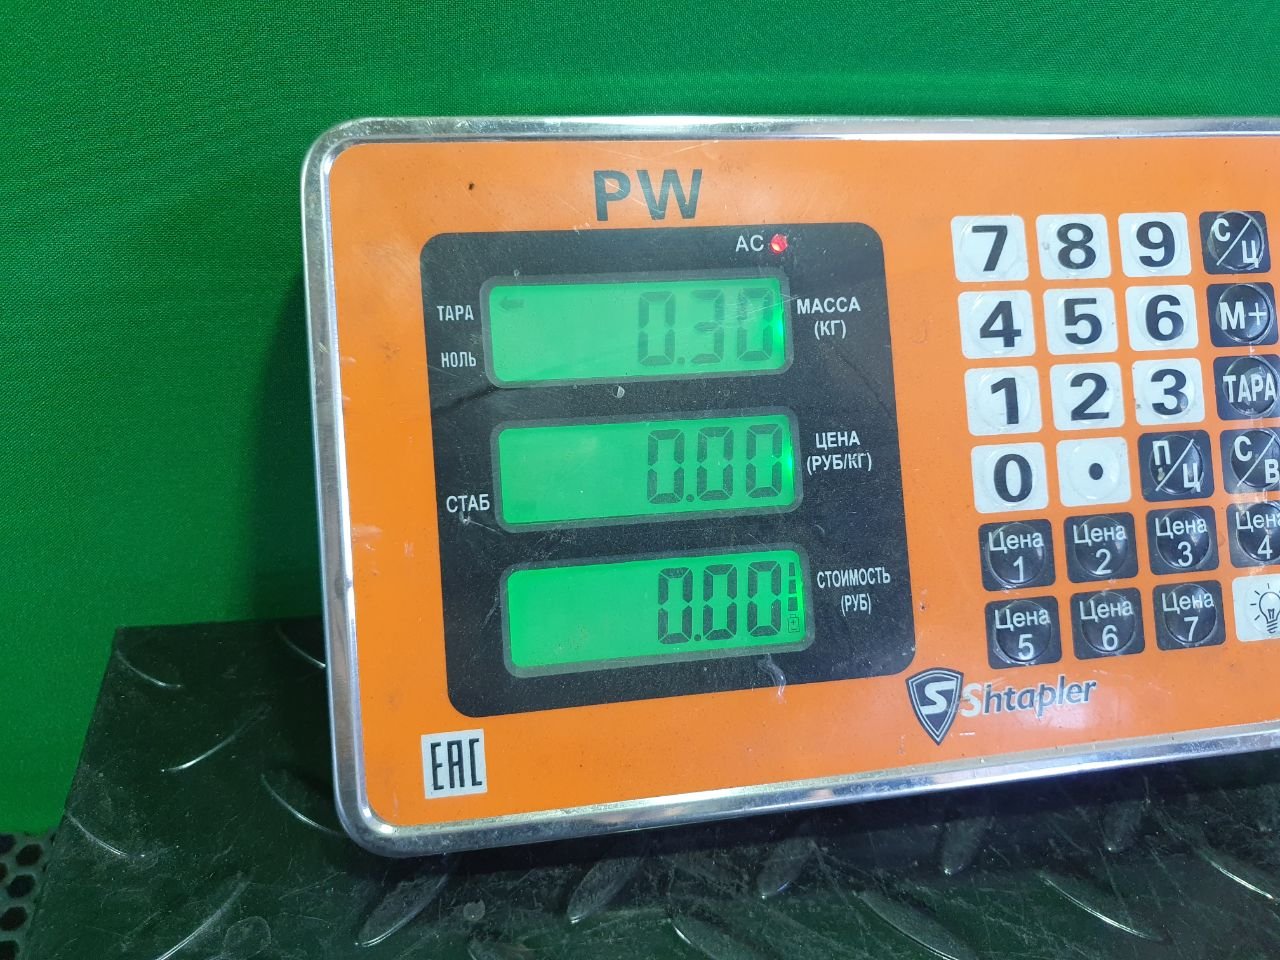 PW
AC
ТАРА
НОЛЬ
0.30
МАССА
(КГ)
СТАБ
0.00
ЦЕНА
(РУБ/КГ)
0.00
СТОИМОСТЬ
(РУБ)
7 8 9 С/Ц
4 5 6 М+
1 2 3 ТАРА
0 . П/Ц С/В
Цена 1 Цена 2 Цена 3 Цена 4
Цена 5 Цена 6 Цена 7
S Shtapler
EAC